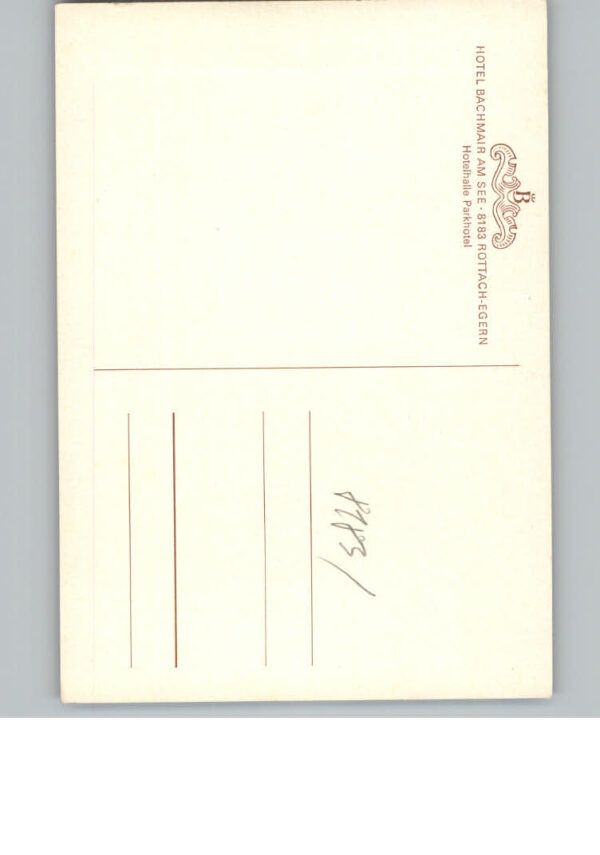 B
HOTEL BACHMAIR AM SEE · 8183 ROTTACH-EGERN
Hotelhalle Parkhotel